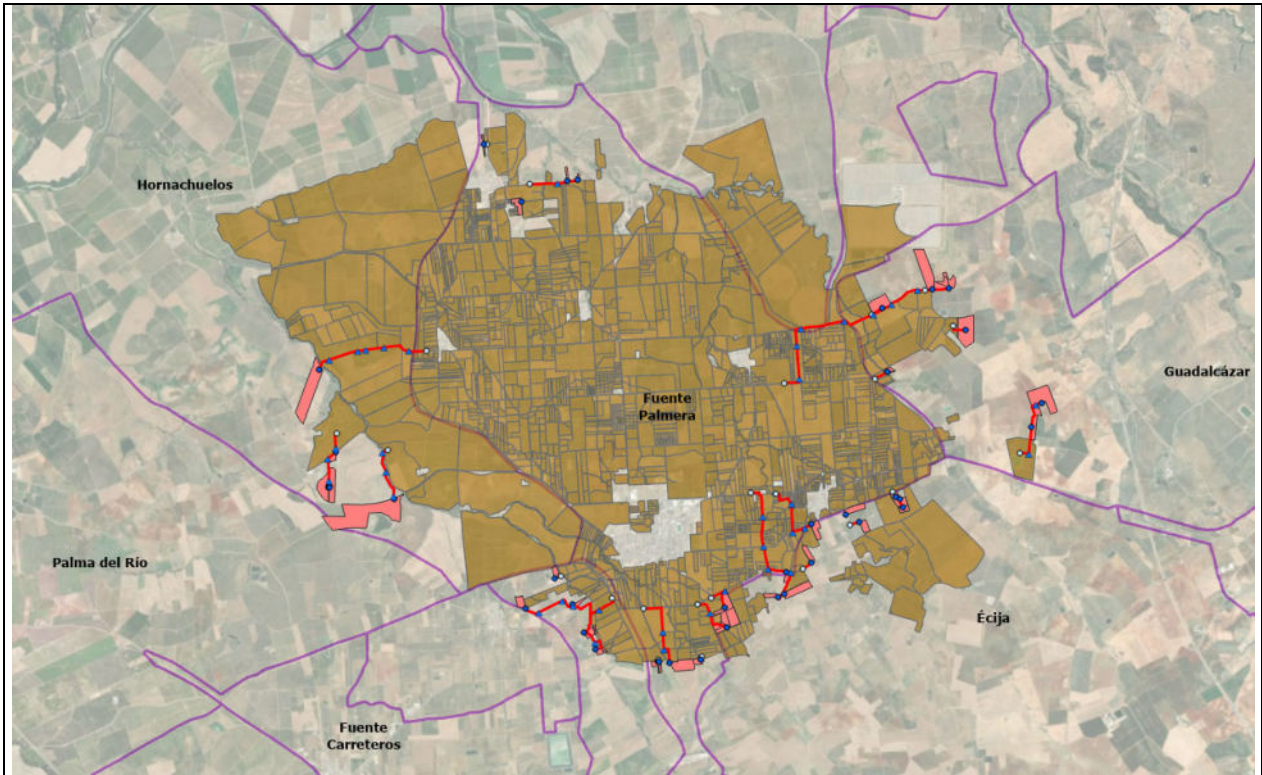 Hornachuelos
Guadalcázar
Fuente
Palmera
Palma del Río
Écija
Fuente
Carreteros